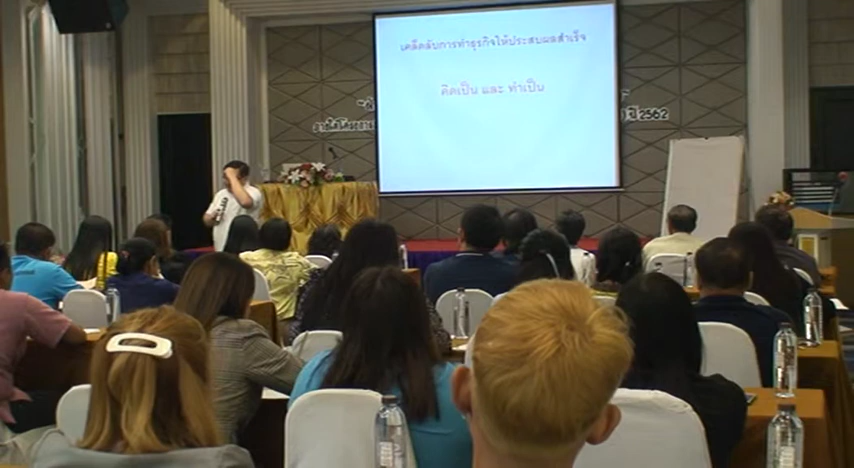 เคล็ดลับการทำธุรกิจให้ประสบผลสำเร็จ
คิดเป็น และ ทำเป็น
ปี 2562